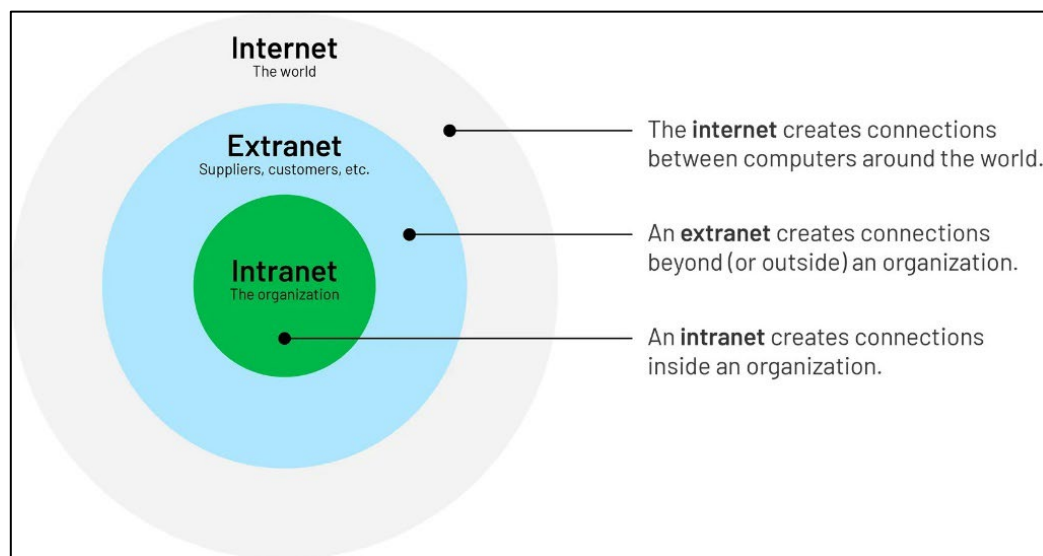 Internet
The world
Extranet
Suppliers, customers, etc.
Intranet
The organization
The internet creates connections
between computers around the world.
An extranet creates connections
beyond (or outside) an organization.
An intranet creates connections
inside an organization.